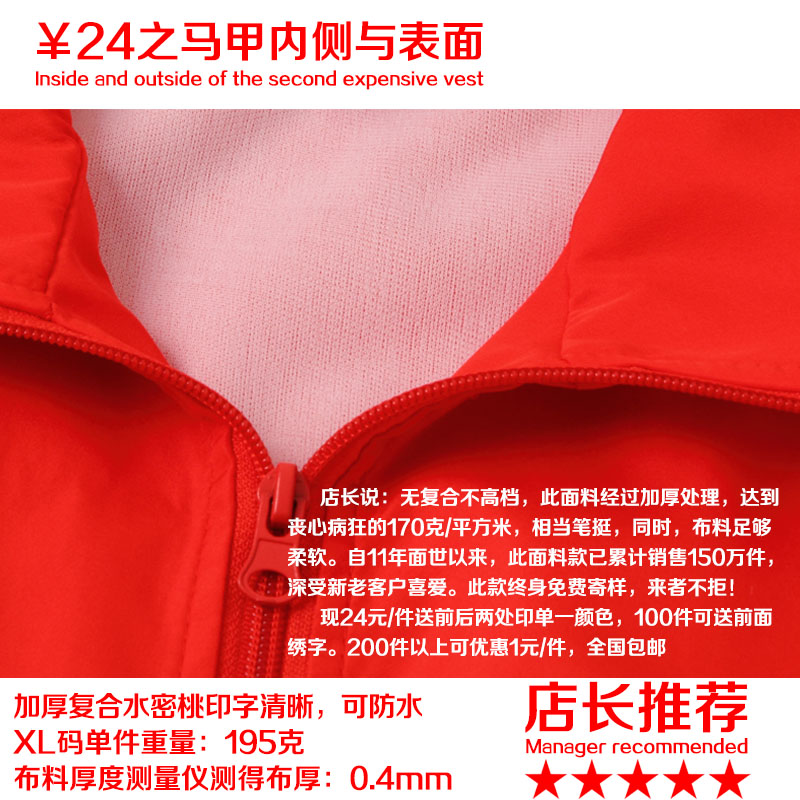 ￥24之马甲内侧与表面
Inside and outside of the second expensive vest
店长说：无复合不高档，此面料经过加厚处理，达到
丧心病狂的170克/平方米，相当笔挺，同时，布料足够
柔软。自11年面世以来，此面料款已累计销售150万件，
深受新老客户喜爱。此款终身免费寄样，来者不拒！
现24元/件送前后两处印单一颜色，100件可送前面
绣字。200件以上可优惠1元/件，全国包邮
加厚复合水密桃印字清晰，可防水
XL码单件重量：195克
布料厚度测量仪测得布厚：0.4mm
店长推荐
Manager recommended